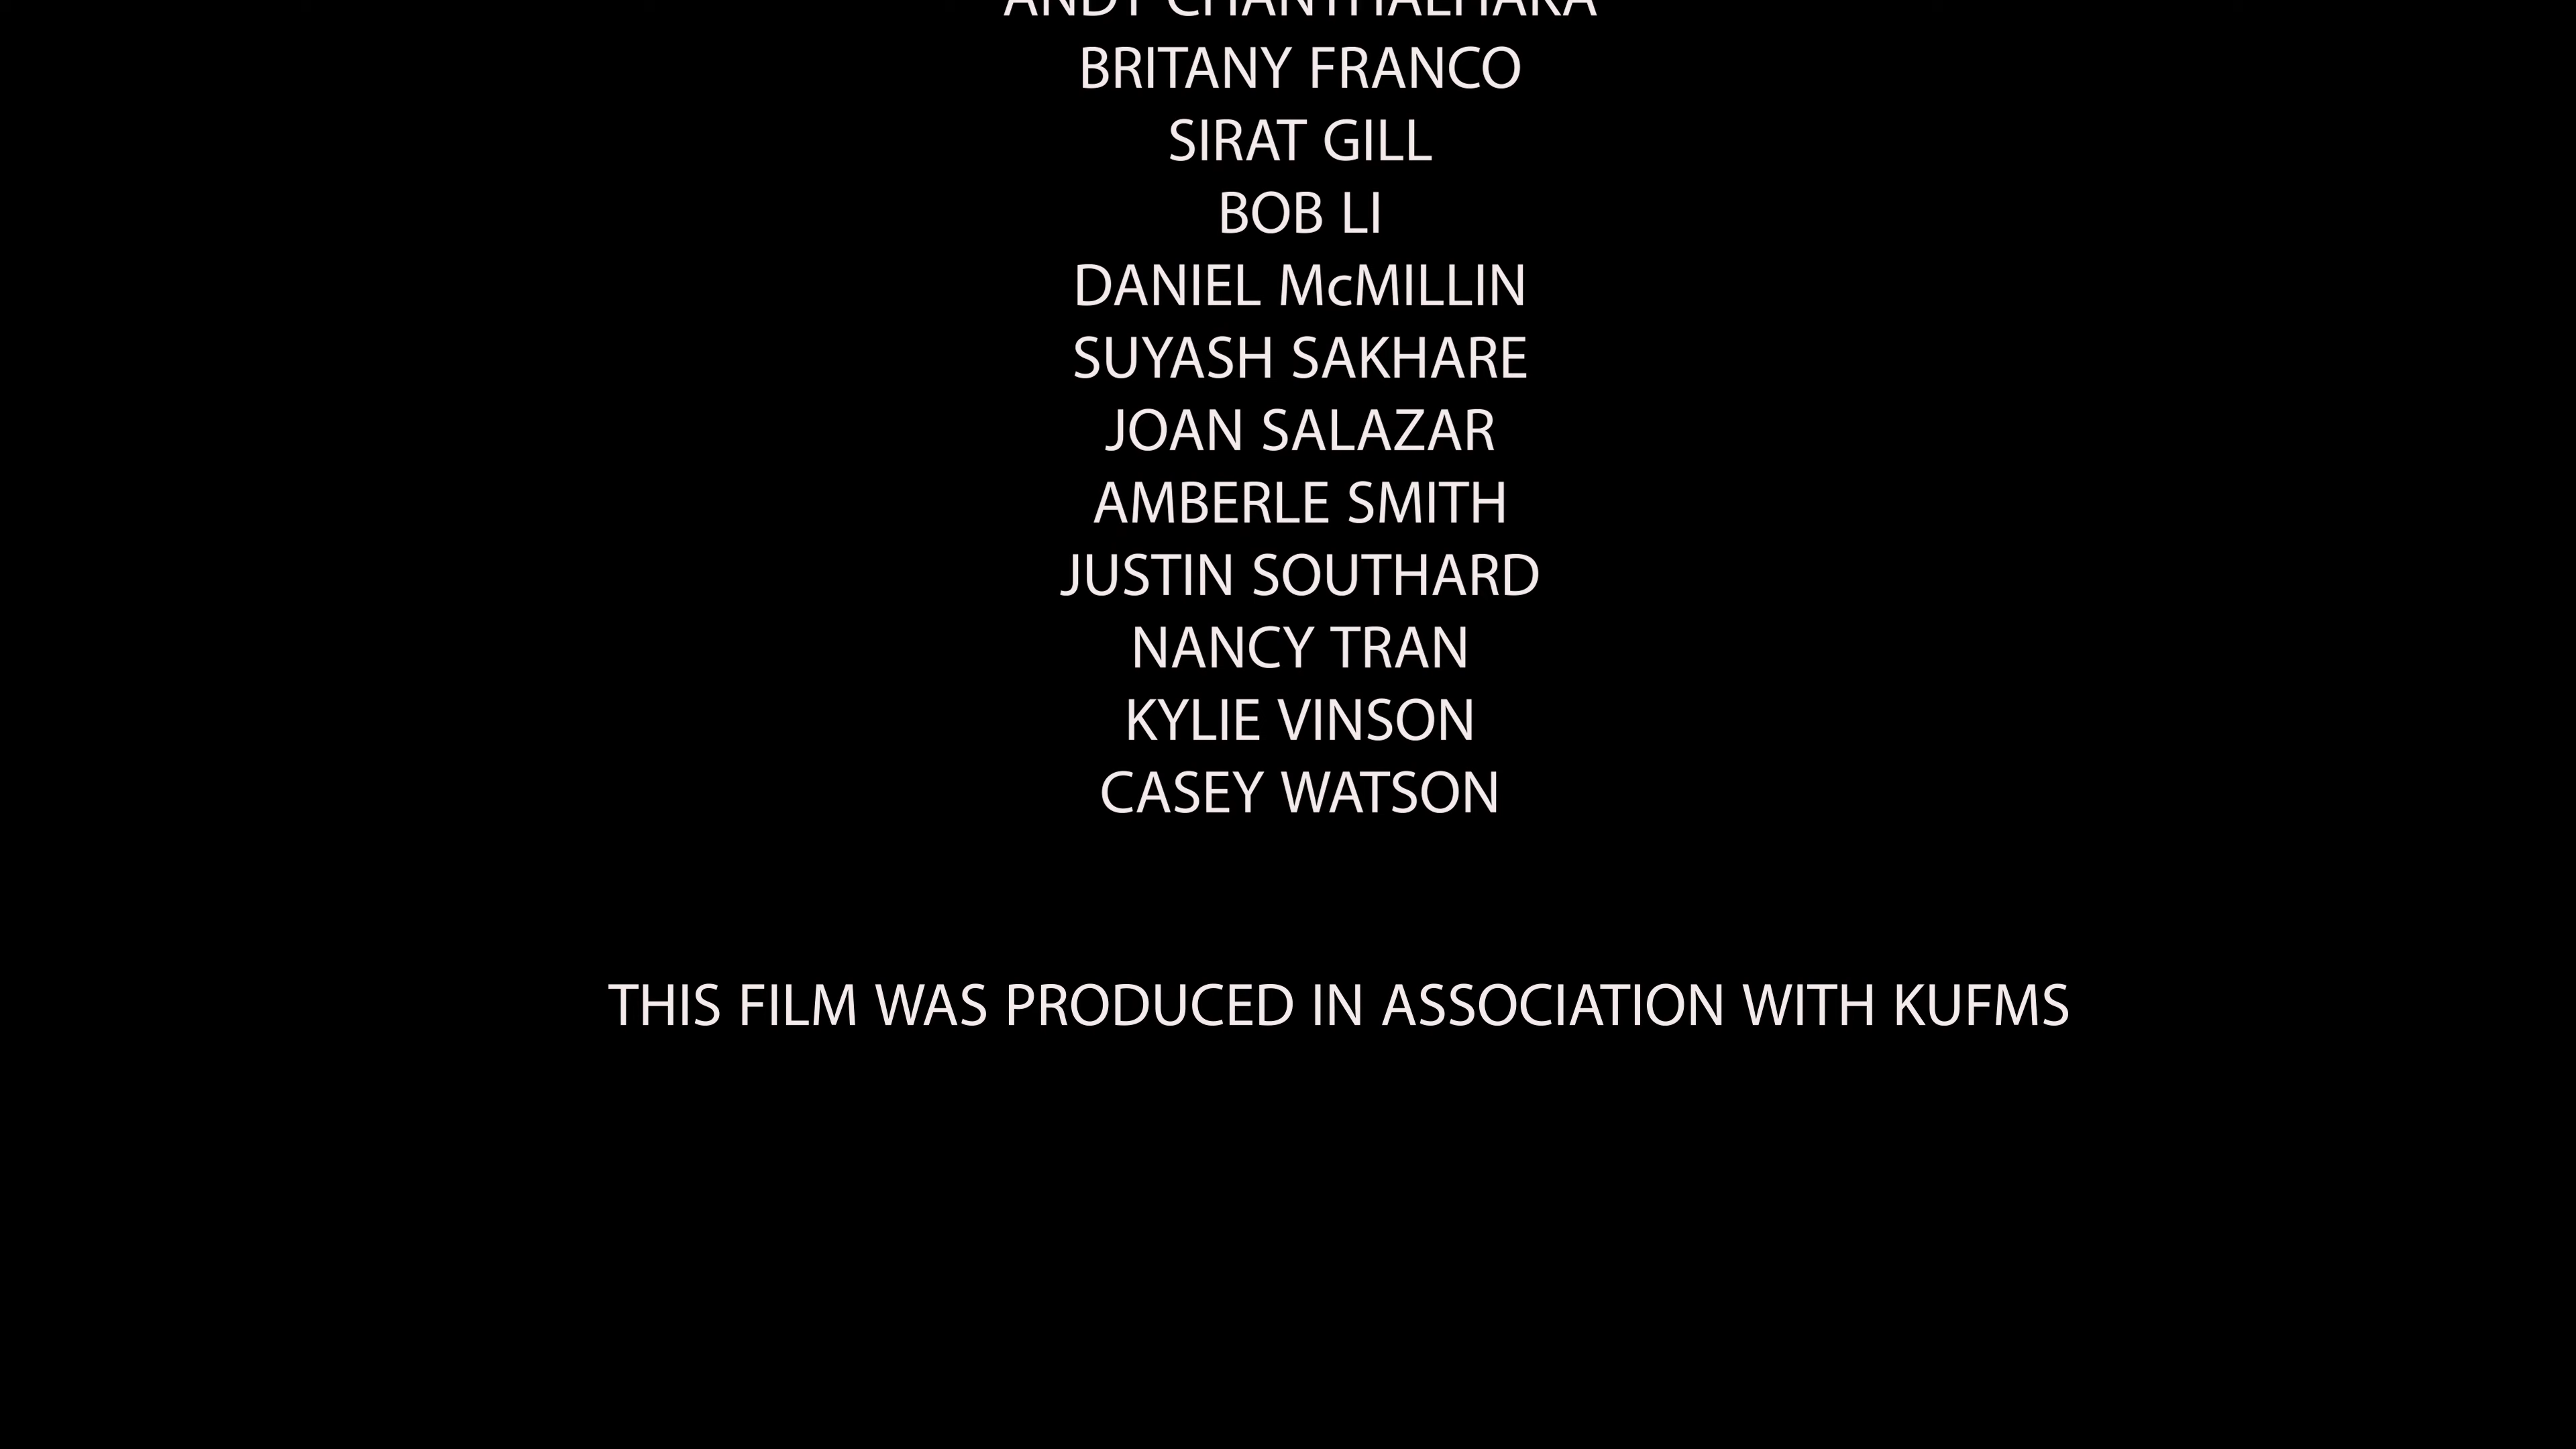 ANDY
BRITANY FRANCO
SIRAT GILL
BOB LI
DANIEL McMILLIN
SUYASH SAKHARE
JOAN SALAZAR
AMBERLE SMITH
JUSTIN SOUTHARD
NANCY TRAN
KYLIE VINSON
CASEY WATSON
THIS FILM WAS PRODUCED IN ASSOCIATION WITH KUFMS